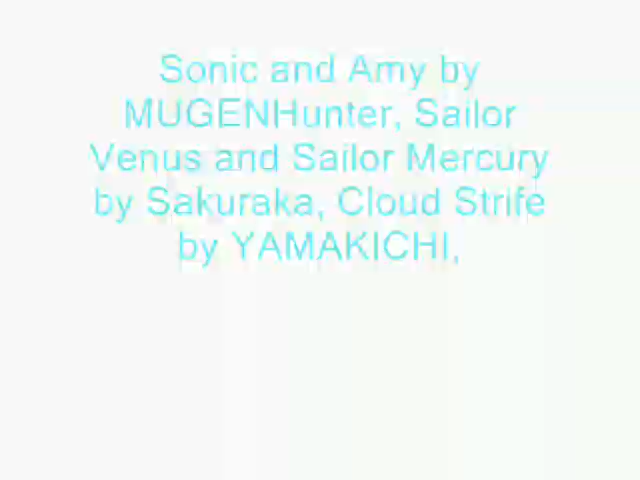 Sonic and Amy by
MUGENHunter, Sailor
Venus and Sailor Mercury
by Sakuraka, Cloud Strife
by YAMAKICHI,